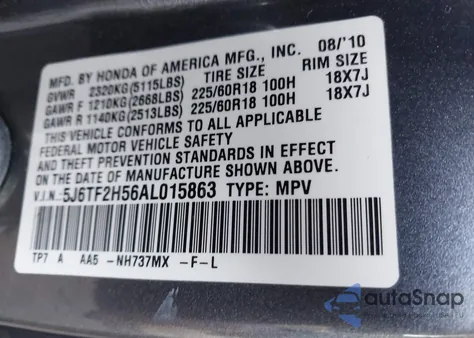 MFD. BY HONDA OF AMERICA MFG., INC. 08/'10
GVWR 2320KG(5115LBS) TIRE SIZE RIM SIZE
GAWR F 1210KG(2668LBS) 225/60R18 100H 18X7J
GAWR R 1140KG(2513LBS) 225/60R18 100H 18X7J
THIS VEHICLE CONFORMS TO ALL APPLICABLE
FEDERAL MOTOR VEHICLE SAFETY
AND THEFT PREVENTION STANDARDS IN EFFECT
ON THE DATE OF MANUFACTURE SHOWN ABOVE.
V.I.N.:5J6TF2H56AL015863 TYPE: MPV
TP7 A AA5 -NH737MX -F-L
autoSnap